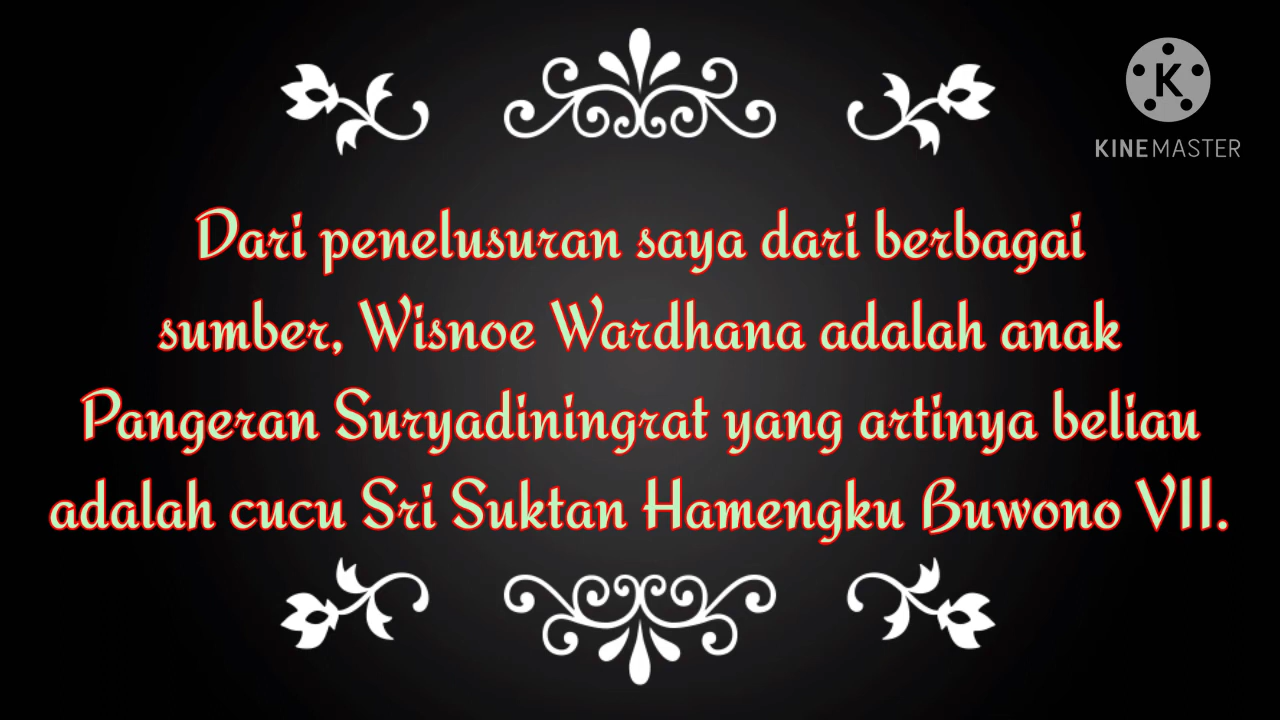 K
KINEMASTER
Dari penelusuran saya dari berbagai
sumber, Wisnoe Wardhana adalah anak
Pangeran Suryadiningrat yang artinya beliau
adalah cucu Sri Suktan Hamengku Buwono VII.